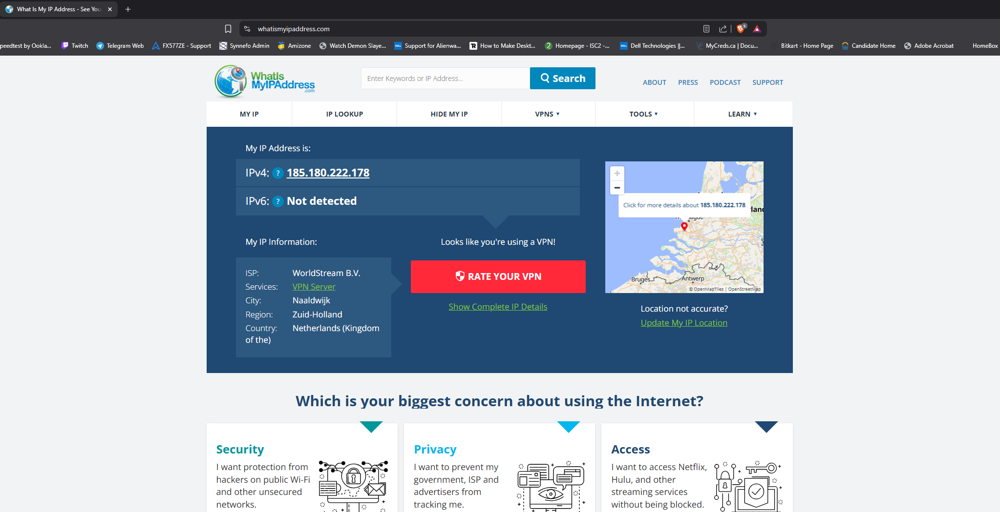 What Is My IP Address - See You
whatismyipaddress.com
5
peedtest by Ookla...
Twitch
Telegram Web
FX577ZE - Support
Synnefo Admin
Amizone
Watch Demon Slaye...
Support for Alienwa...
How to Make Deskt...
Homepage - ISC2 -...
Dell Technologies ||...
MyCreds.ca | Docu...
Bitkart - Home Page
Candidate Home
Adobe Acrobat
HomeBox
WhatIs
MyIPAddress
.com
Enter Keywords or IP Address...
Search
ABOUT
PRESS
PODCAST
SUPPORT
MY IP
IP LOOKUP
HIDE MY IP
VPNS
TOOLS
LEARN
My IP Address is:
IPv4: ? 185.180.222.178
IPv6: ? Not detected
Click for more details about 185.180.222.178
Bruges
Antwerp
© OpenMapTiles | OpenStreetMap
My IP Information:
ISP: WorldStream B.V.
Services: VPN Server
City: Naaldwijk
Region: Zuid-Holland
Country: Netherlands (Kingdom
of the)
Looks like you're using a VPN!
RATE YOUR VPN
Show Complete IP Details
Location not accurate?
Update My IP Location
Which is your biggest concern about using the Internet?
Security
I want protection from
hackers on public Wi-Fi
and other unsecured
networks.
Privacy
I want to prevent my
government, ISP and
advertisers from
tracking me.
Access
I want to access Netflix,
Hulu, and other
streaming services
without being blocked.